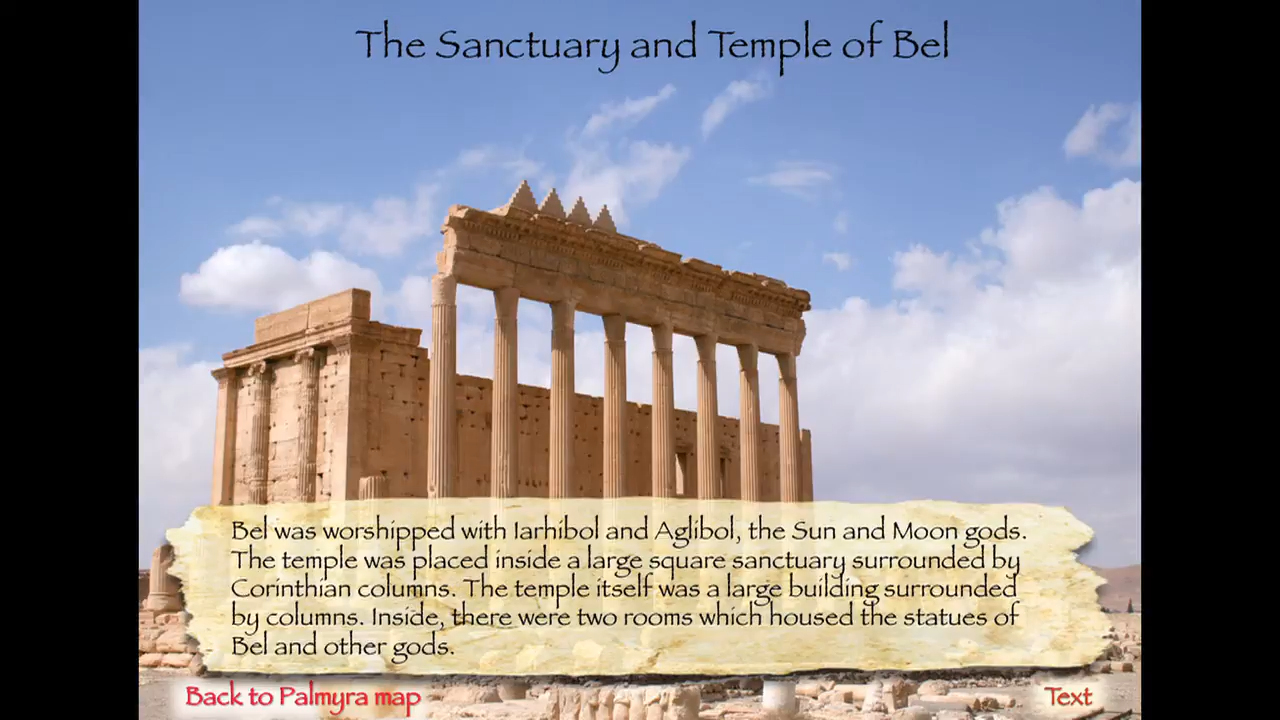 The Sanctuary and Temple of Bel
Bel was worshipped with Iarhibol and Aglibol, the Sun and Moon gods.
The temple was placed inside a large square sanctuary surrounded by
Corinthian columns. The temple itself was a large building surrounded
by columns. Inside, there were two rooms which housed the statues of
Bel and other gods.
Back to Palmyra map
Text